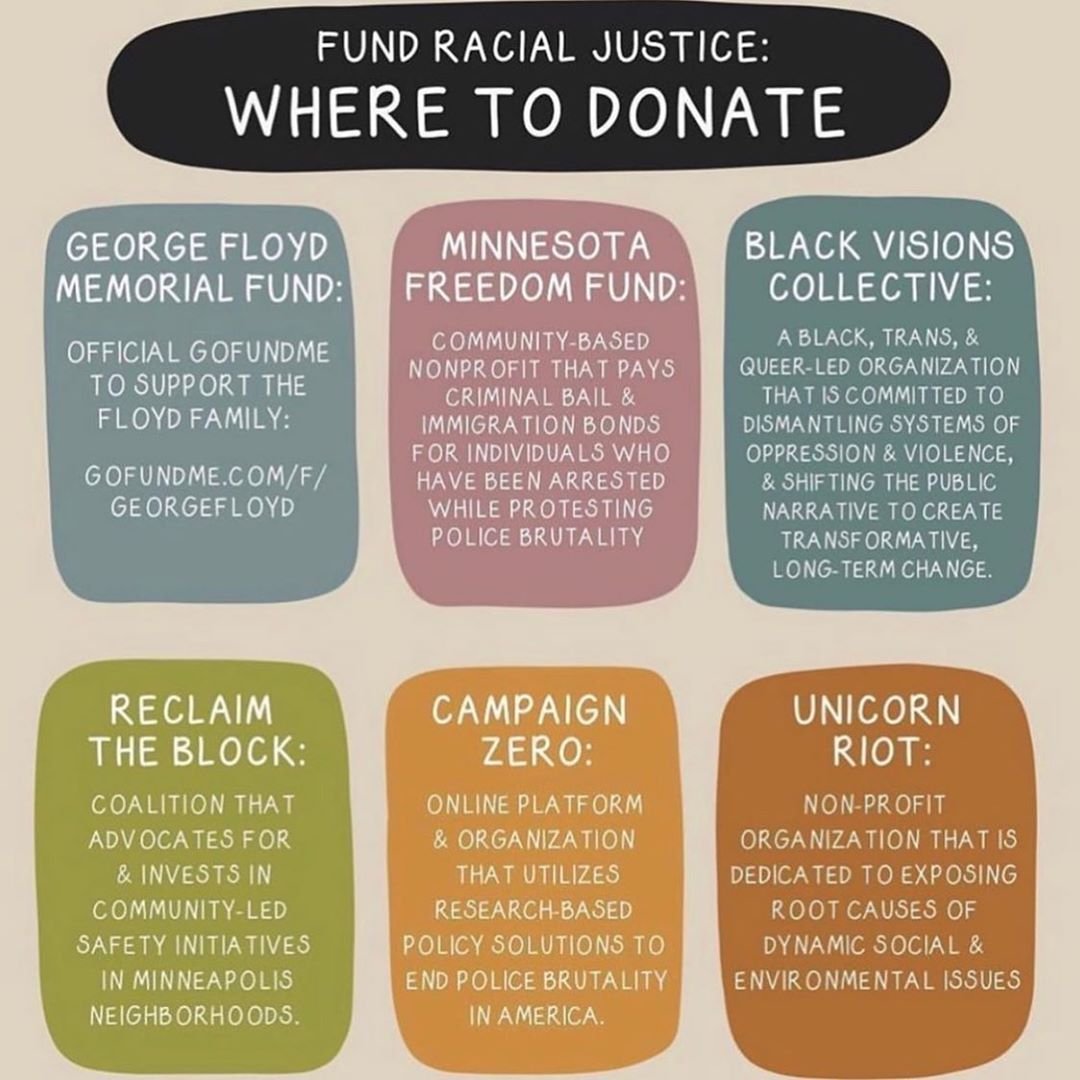 FUND RACIAL JUSTICE:
WHERE TO DONATE
GEORGE FLOYD
MEMORIAL FUND:
OFFICIAL GOFUNDME
TO SUPPORT THE
FLOYD FAMILY:
GOFUNDME.COM/F/
GEORGEFLOYD
MINNESOTA
FREEDOM FUND:
COMMUNITY-BASED
NONPROFIT THAT PAYS
CRIMINAL BAIL &
IMMIGRATION BONDS
FOR INDIVIDUALS WHO
HAVE BEEN ARRESTED
WHILE PROTESTING
POLICE BRUTALITY
BLACK VISIONS
COLLECTIVE:
A BLACK, TRANS, &
QUEER-LED ORGANIZATION
THAT IS COMMITTED TO
DISMANTLING SYSTEMS OF
OPPRESSION & VIOLENCE,
& SHIFTING THE PUBLIC
NARRATIVE TO CREATE
TRANSFORMATIVE,
LONG-TERM CHANGE.
RECLAIM
THE BLOCK:
COALITION THAT
ADVOCATES FOR
& INVESTS IN
COMMUNITY-LED
SAFETY INITIATIVES
IN MINNEAPOLIS
NEIGHBORHOODS.
CAMPAIGN
ZERO:
ONLINE PLATFORM
& ORGANIZATION
THAT UTILIZES
RESEARCH-BASED
POLICY SOLUTIONS TO
END POLICE BRUTALITY
IN AMERICA.
UNICORN
RIOT:
NON-PROFIT
ORGANIZATION THAT IS
DEDICATED TO EXPOSING
ROOT CAUSES OF
DYNAMIC SOCIAL &
ENVIRONMENTAL ISSUES